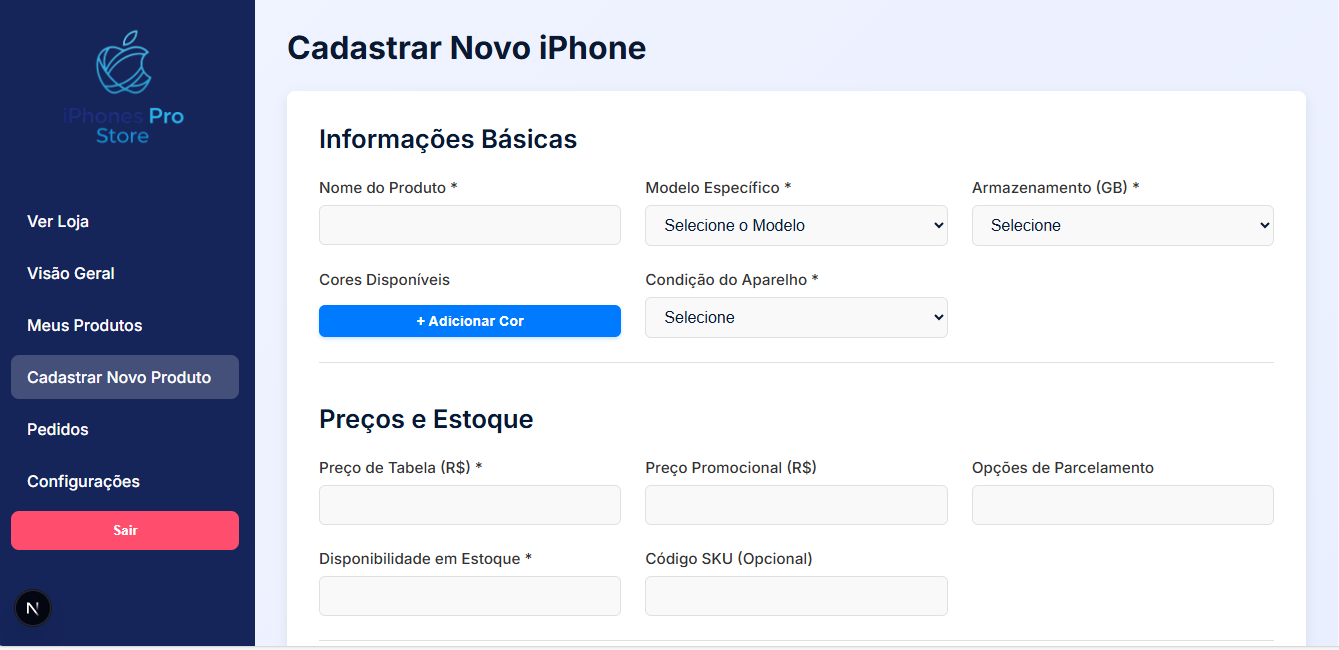 iPhones Pro
Store
Ver Loja
Visão Geral
Meus Produtos
Cadastrar Novo Produto
Pedidos
Configurações
Sair
N
Cadastrar Novo iPhone
Informações Básicas
Nome do Produto *
Modelo Específico *
Armazenamento (GB) *
Selecione o Modelo
Selecione
Cores Disponíveis
Condição do Aparelho *
+ Adicionar Cor
Selecione
Preços e Estoque
Preço de Tabela (R$) *
Preço Promocional (R$)
Opções de Parcelamento
Disponibilidade em Estoque *
Código SKU (Opcional)